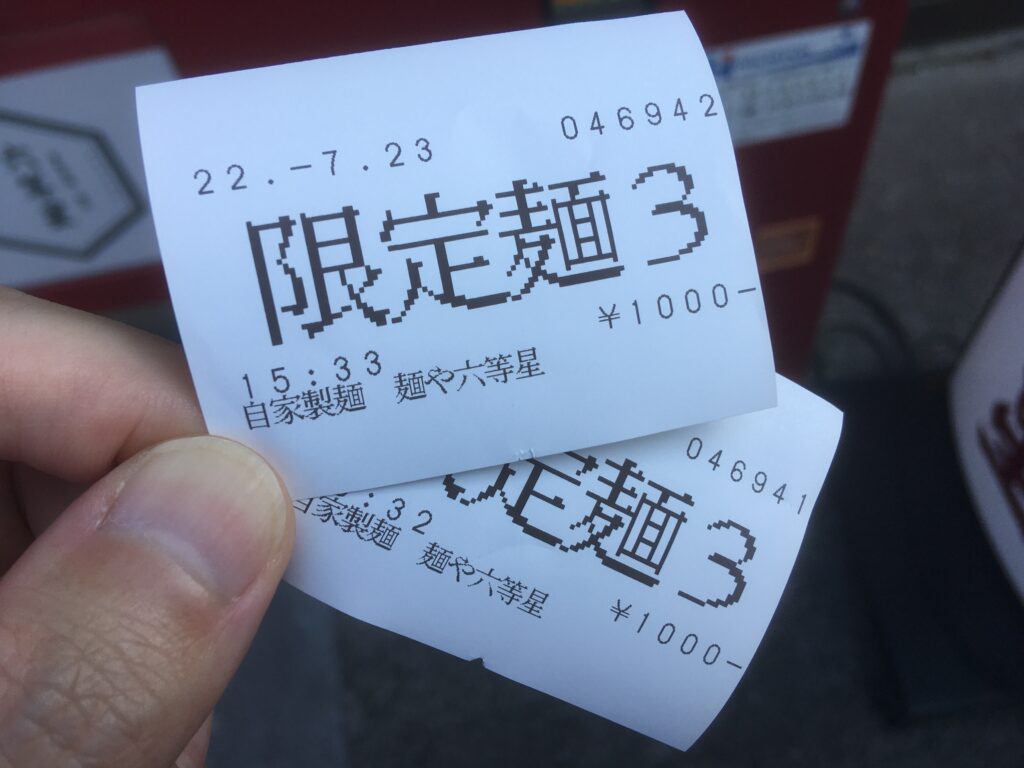 22.-7.23
046942
限定麺3
¥1000-
15:33
自家製麺 麺や六等星
046941
定麺3
:32
自家製麺 麺や六等星
¥1000-